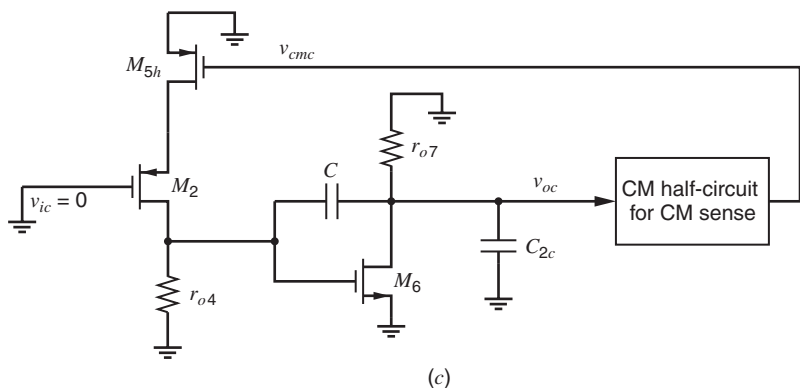 M5h
vcmc
ro7
C
voc
CM half-circuit
for CM sense
vic = 0
M2
C2c
M6
ro4
(c)